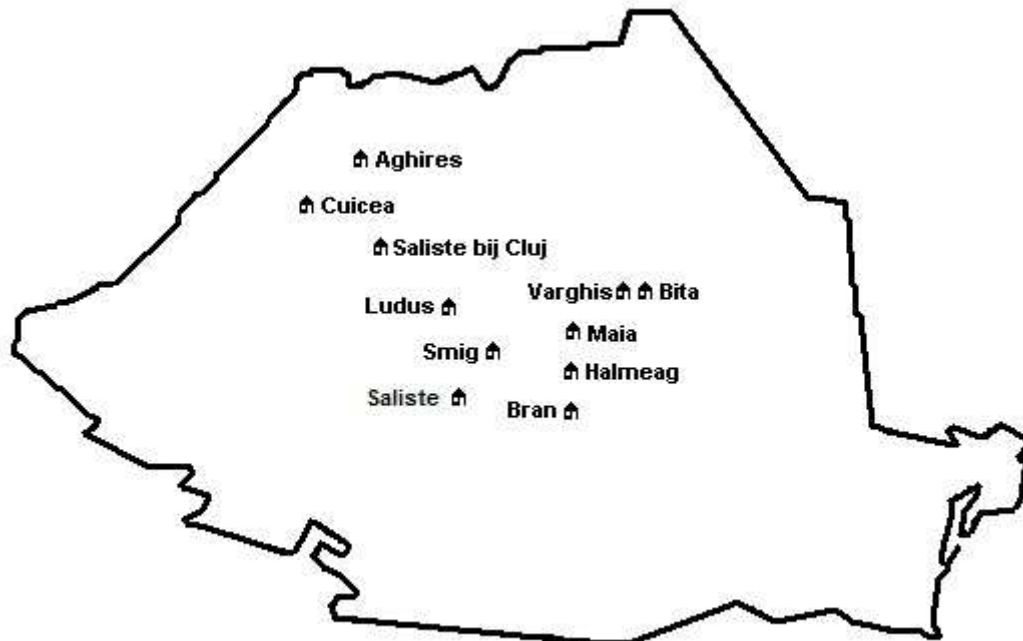 Aghires
Cuicea
Saliste bij Cluj
Varghis
Bita
Ludus
Maia
Smig
Halmeag
Saliste
Bran